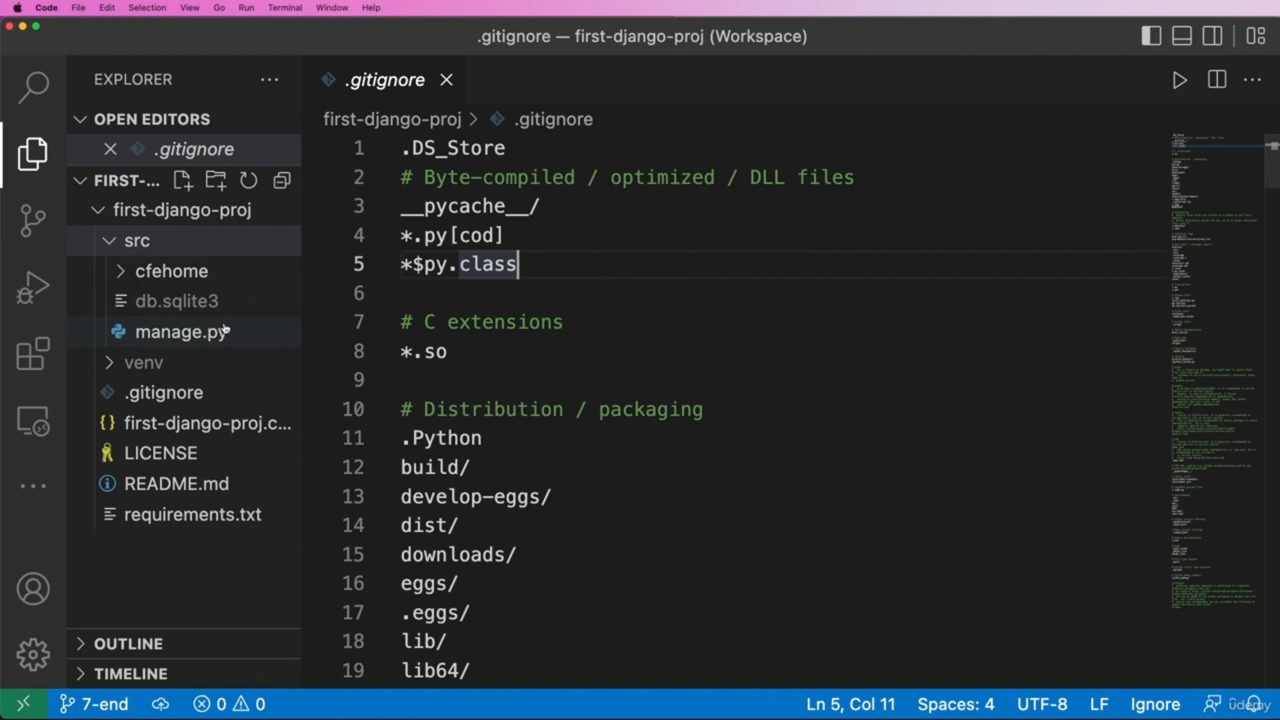 Code File Edit Selection View Go Run Terminal Window Help
.gitignore — first-django-proj (Workspace)
EXPLORER
.gitignore
OPEN EDITORS
first-django-proj > .gitignore
.gitignore
FIRST-...
first-django-proj
src
cfehome
db.sqlite3
manage.py
venv
.gitignore
first-django-proj.c...
LICENSE
README.md
requirements.txt
OUTLINE
TIMELINE
1 .DS_Store
2 # Byte-compiled / optimized / DLL files
3 __pycache__/
4 *.py[cod]
5 *$py.class
6
7 # C extensions
8 *.so
9
10 # Distribution / packaging
11 .Python
12 build/
13 develop-eggs/
14 dist/
15 downloads/
16 eggs/
17 .eggs/
18 lib/
19 lib64/
7-end 0 0 Ln 5, Col 11 Spaces: 4 UTF-8 LF Ignore
udemy